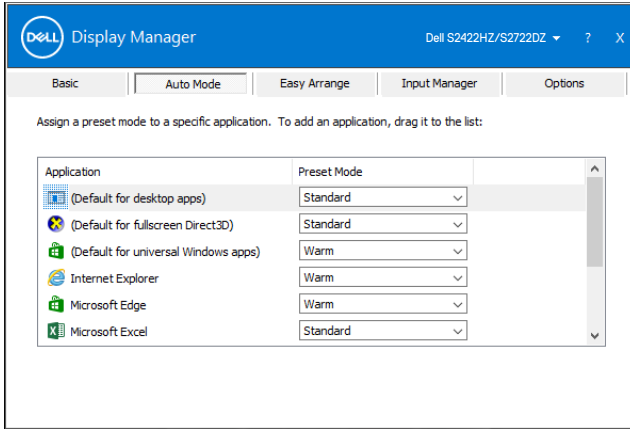 DELL Display Manager Dell S2422HZ/S2722DZ ? X
Basic Auto Mode Easy Arrange Input Manager Options
Assign a preset mode to a specific application. To add an application, drag it to the list:
Application Preset Mode
(Default for desktop apps) Standard
(Default for fullscreen Direct3D) Standard
(Default for universal Windows apps) Warm
Internet Explorer Warm
Microsoft Edge Warm
Microsoft Excel Standard